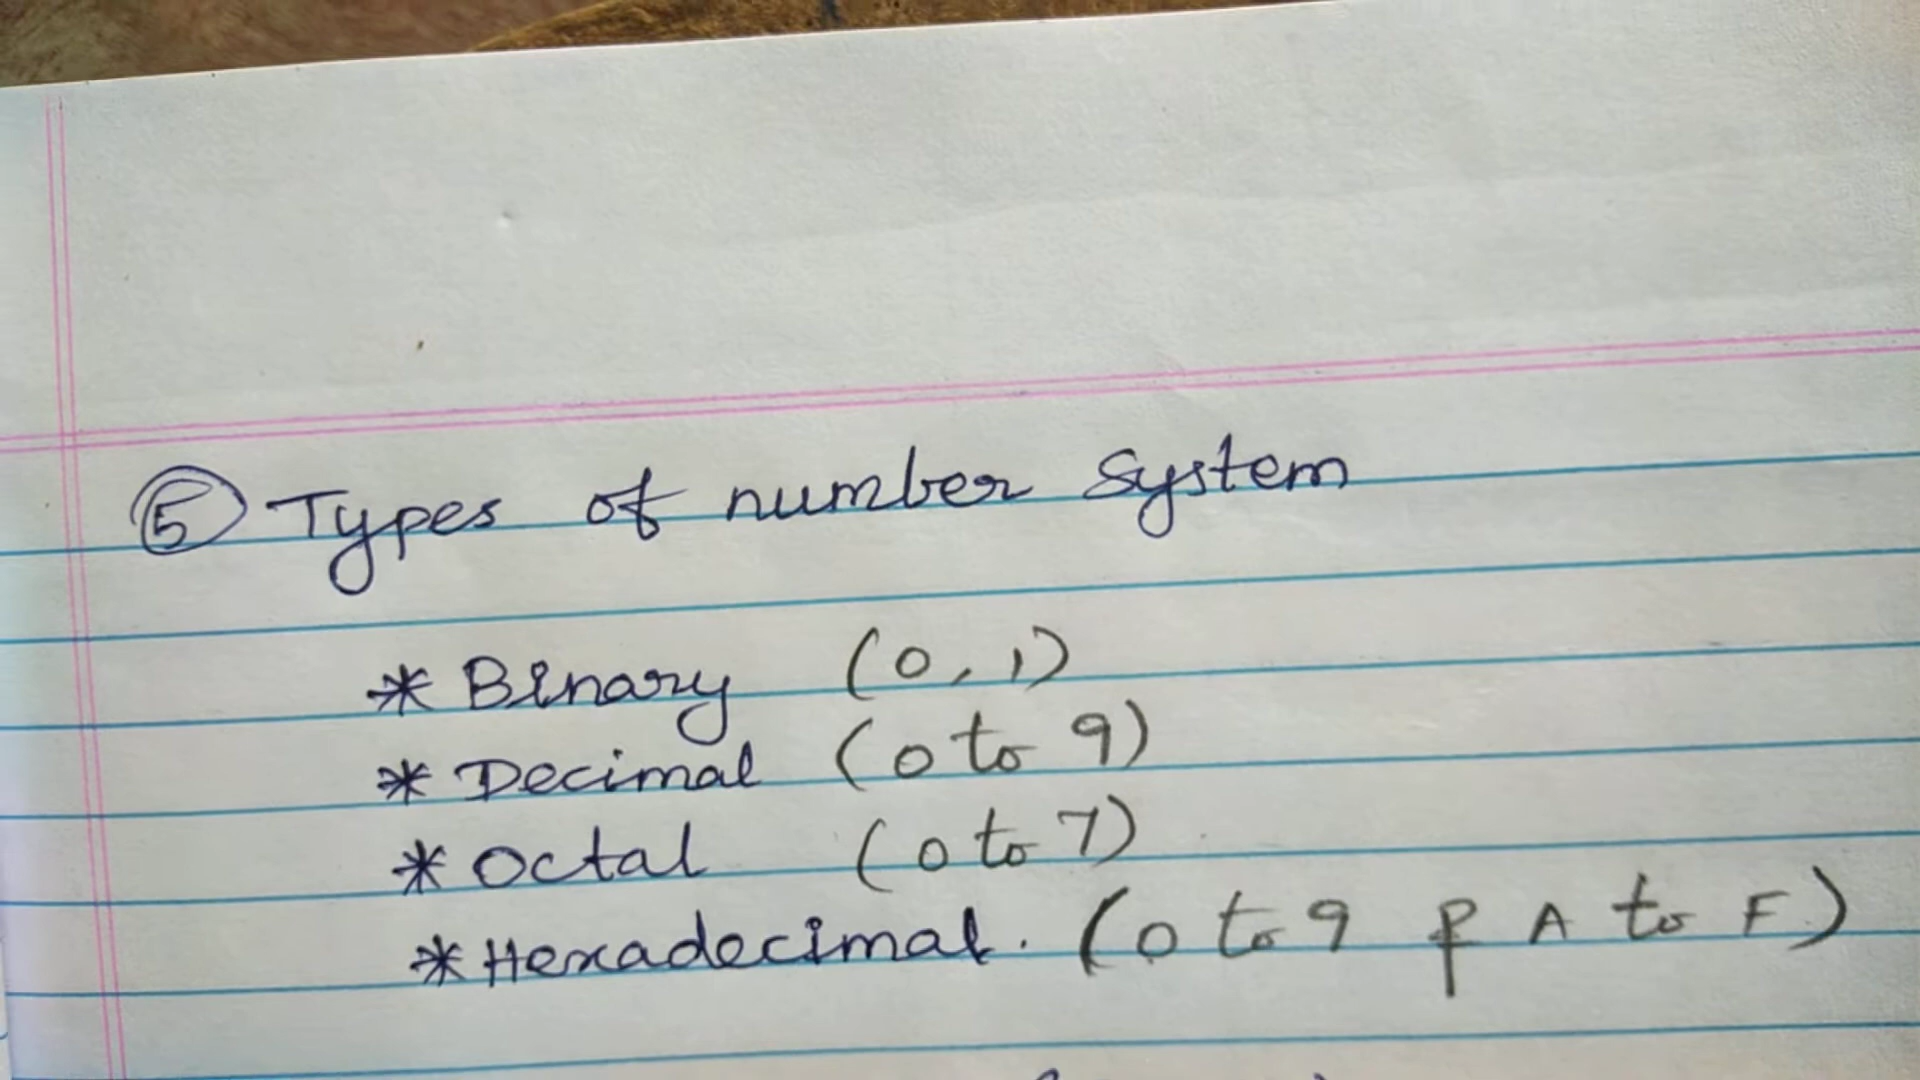 ⑤ Types of number system
* Binary (0, 1)
* Decimal (0 to 9)
* Octal (0 to 7)
* Hexadecimal. (0 to 9 & A to F)